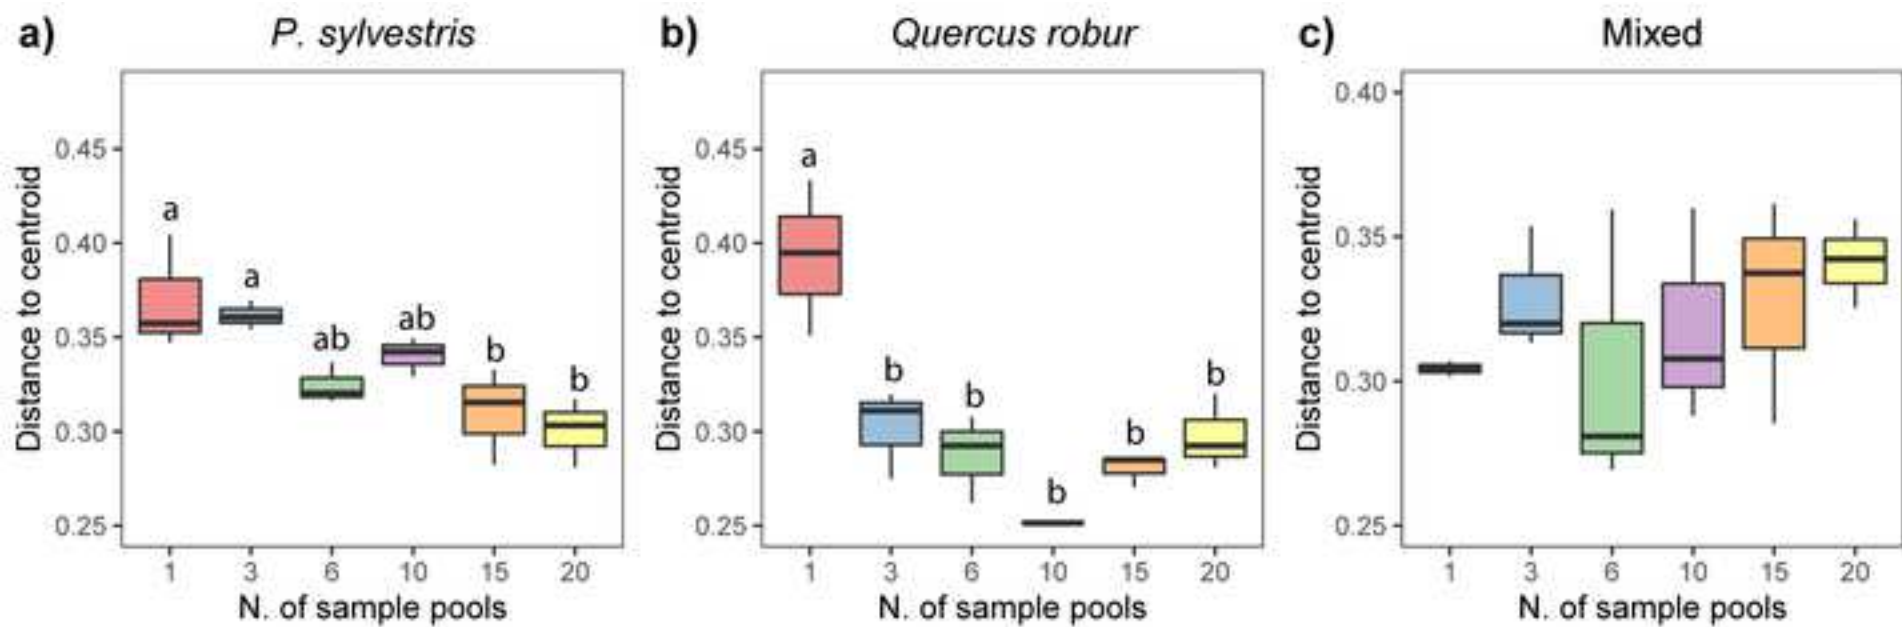 a) P. sylvestris
Distance to centroid
0.45
0.40
0.35
0.30
0.25
a
a
ab
ab
b
b
1 3 6 10 15 20
N. of sample pools
b) Quercus robur
Distance to centroid
0.45
0.40
0.35
0.30
0.25
a
b
b
b
b
b
1 3 6 10 15 20
N. of sample pools
c) Mixed
Distance to centroid
0.40
0.35
0.30
0.25
1 3 6 10 15 20
N. of sample pools